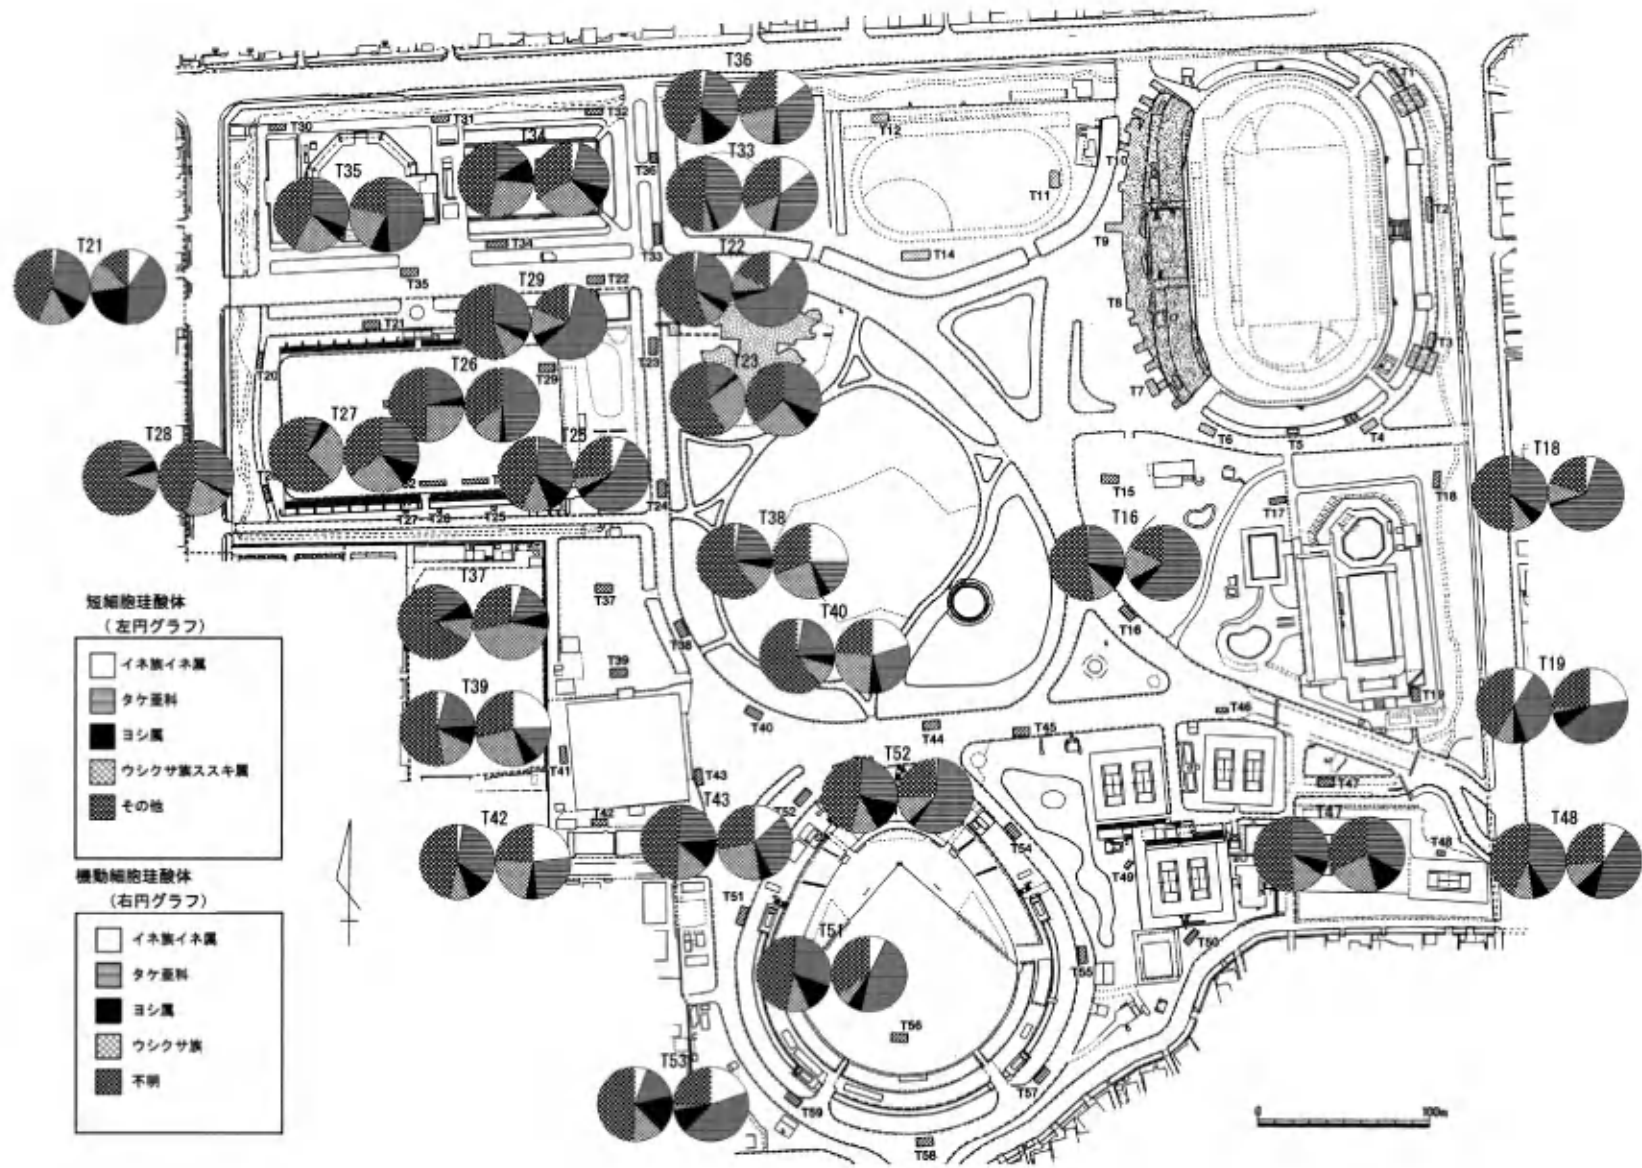 T36
T1
T31
T32
T30
T12
T34
T33
T10
T35
T36
T11
T2
T21
T34
T33
T22
T9
T14
T35
T29
T22
T8
T21
T23
T3
T20
T26
T23
T29
T7
T27
T28
T25
T6
T5
T4
T18
T15
T18
T24
T17
T27
T26
T25
T38
T16
T37
短細胞珪酸体
(左円グラフ)
T37
T40
T16
T38
イネ族イネ属
タケ亜科
ヨシ属
ウシクサ族ススキ属
その他
T39
T19
T39
T19
T40
T44
T45
T46
T41
T43
T52
T47
T43
T52
T42
T42
T54
T47
T48
T48
T49
機動細胞珪酸体
(右円グラフ)
イネ族イネ属
タケ亜科
ヨシ属
ウシクサ族
不明
T51
T51
T50
T55
T56
T53
T57
T59
T58
0 100m